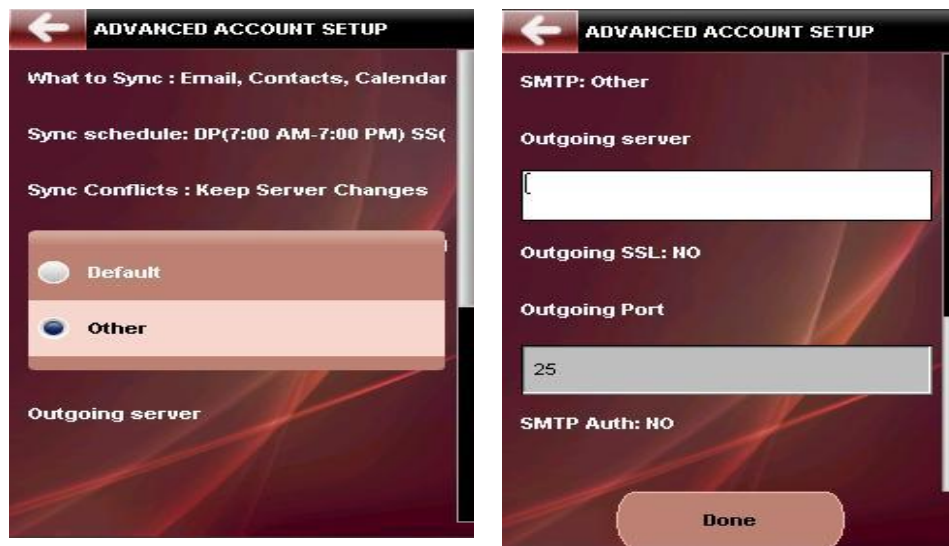 ADVANCED ACCOUNT SETUP
What to Sync : Email, Contacts, Calendar
Sync schedule: DP(7:00 AM-7:00 PM) SS(
Sync Conflicts : Keep Server Changes
Default
Other
Outgoing server
ADVANCED ACCOUNT SETUP
SMTP: Other
Outgoing server
Outgoing SSL: NO
Outgoing Port
25
SMTP Auth: NO
Done